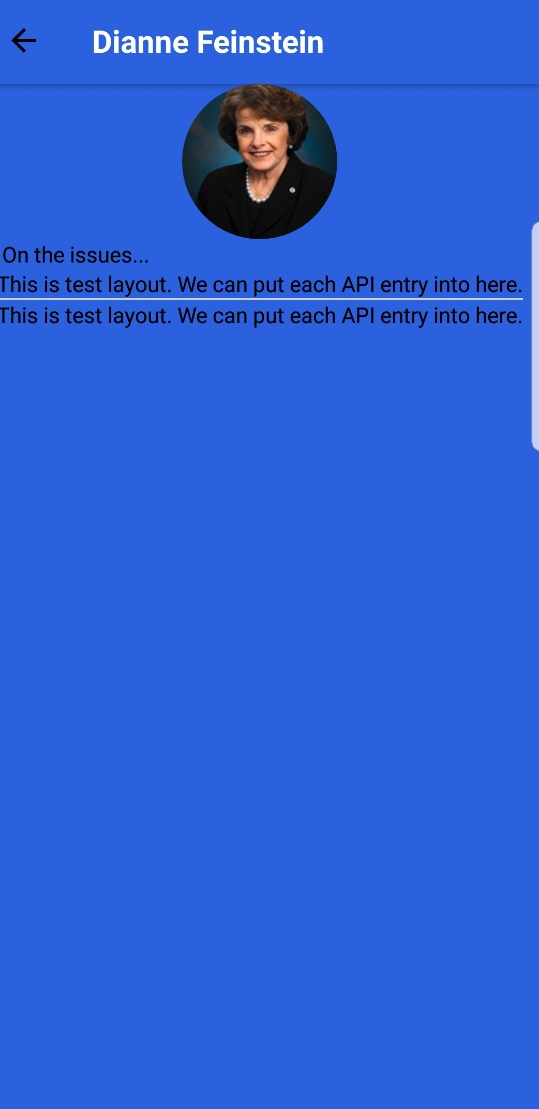 Dianne Feinstein
On the issues...
This is test layout. We can put each API entry into here.
This is test layout. We can put each API entry into here.